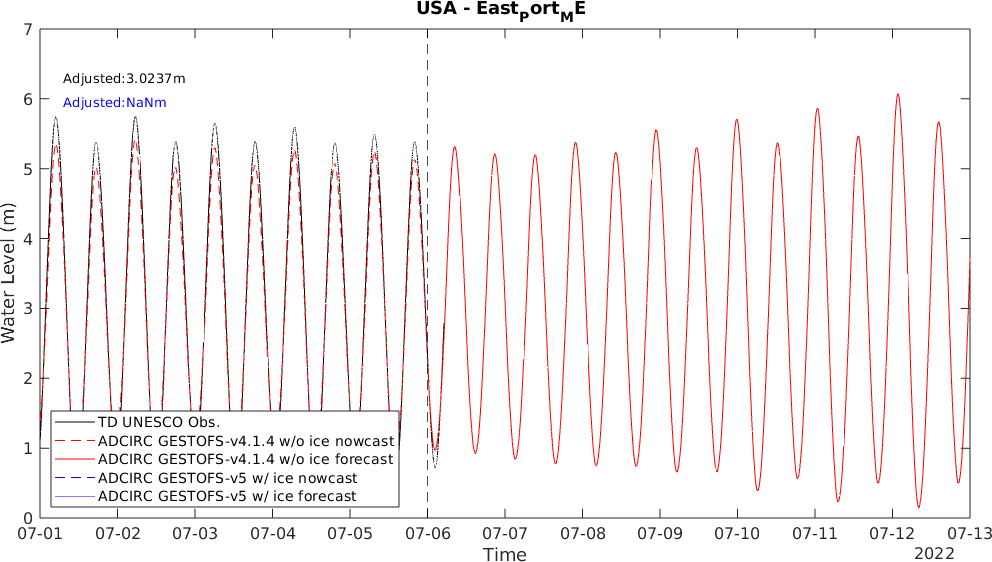 USA - EastPortME
7
Adjusted:3.0237m
6
Adjusted:NaNm
5
4
3
2
1
0
Water Level (m)
TD UNESCO Obs.
ADCIRC GESTOFS-v4.1.4 w/o ice nowcast
ADCIRC GESTOFS-v4.1.4 w/o ice forecast
ADCIRC GESTOFS-v5 w/ ice nowcast
ADCIRC GESTOFS-v5 w/ ice forecast
07-01 07-02 07-03 07-04 07-05 07-06 07-07 07-08 07-09 07-10 07-11 07-12 07-13
Time
2022